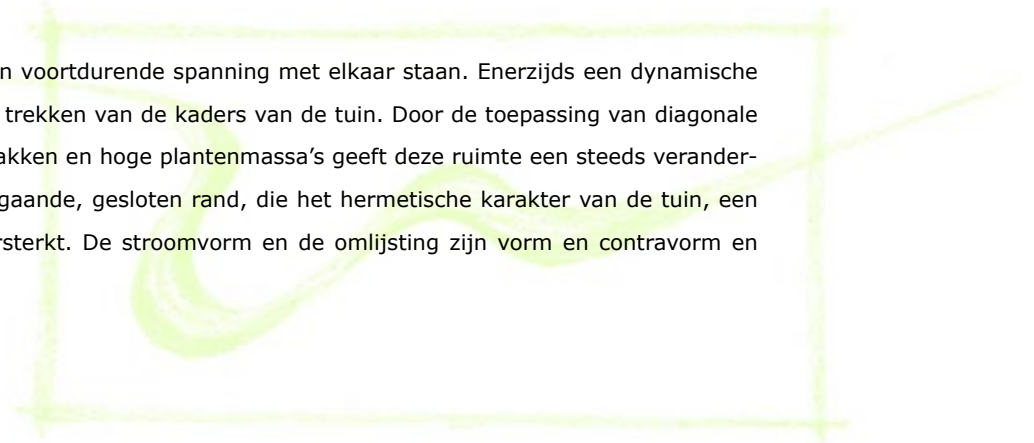 n voortdurende spanning met elkaar staan. Enerzijds een dynamische
trekken van de kaders van de tuin. Door de toepassing van diagonale
akken en hoge plantenmassa's geeft deze ruimte een steeds verander-
gaande, gesloten rand, die het hermetische karakter van de tuin, een
rsterkt. De stroomvorm en de omlijsting zijn vorm en contravorm en